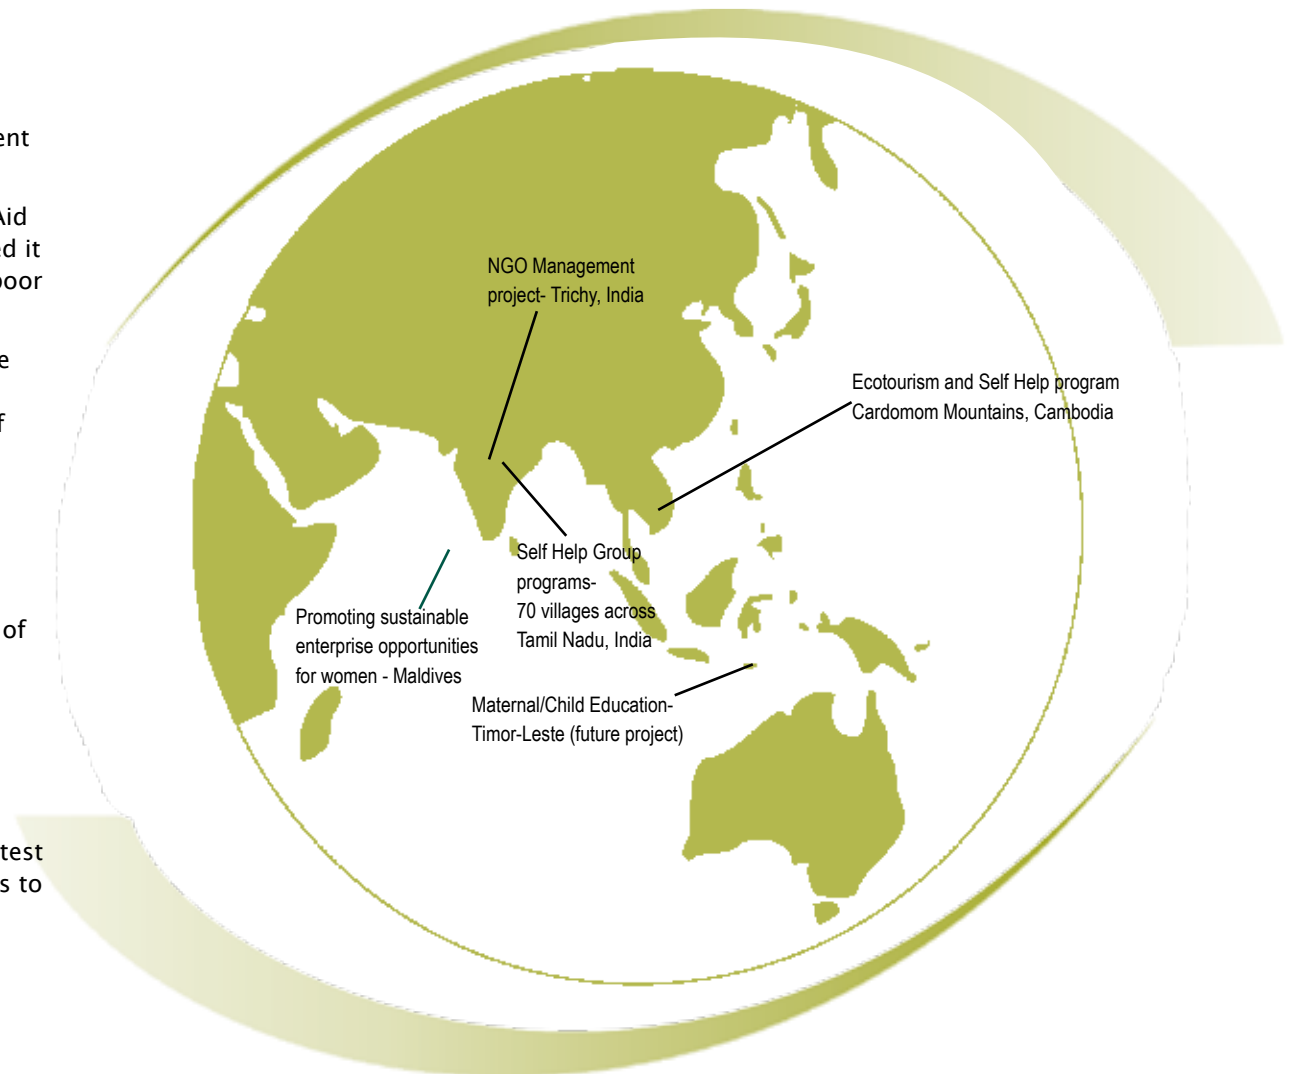 ent
Aid
ed it
poor
e
f
of
test
s to
NGO Management
project- Trichy, India
Ecotourism and Self Help program
Cardomom Mountains, Cambodia
Self Help Group
programs-
70 villages across
Tamil Nadu, India
Promoting sustainable
enterprise opportunities
for women - Maldives
Maternal/Child Education-
Timor-Leste (future project)